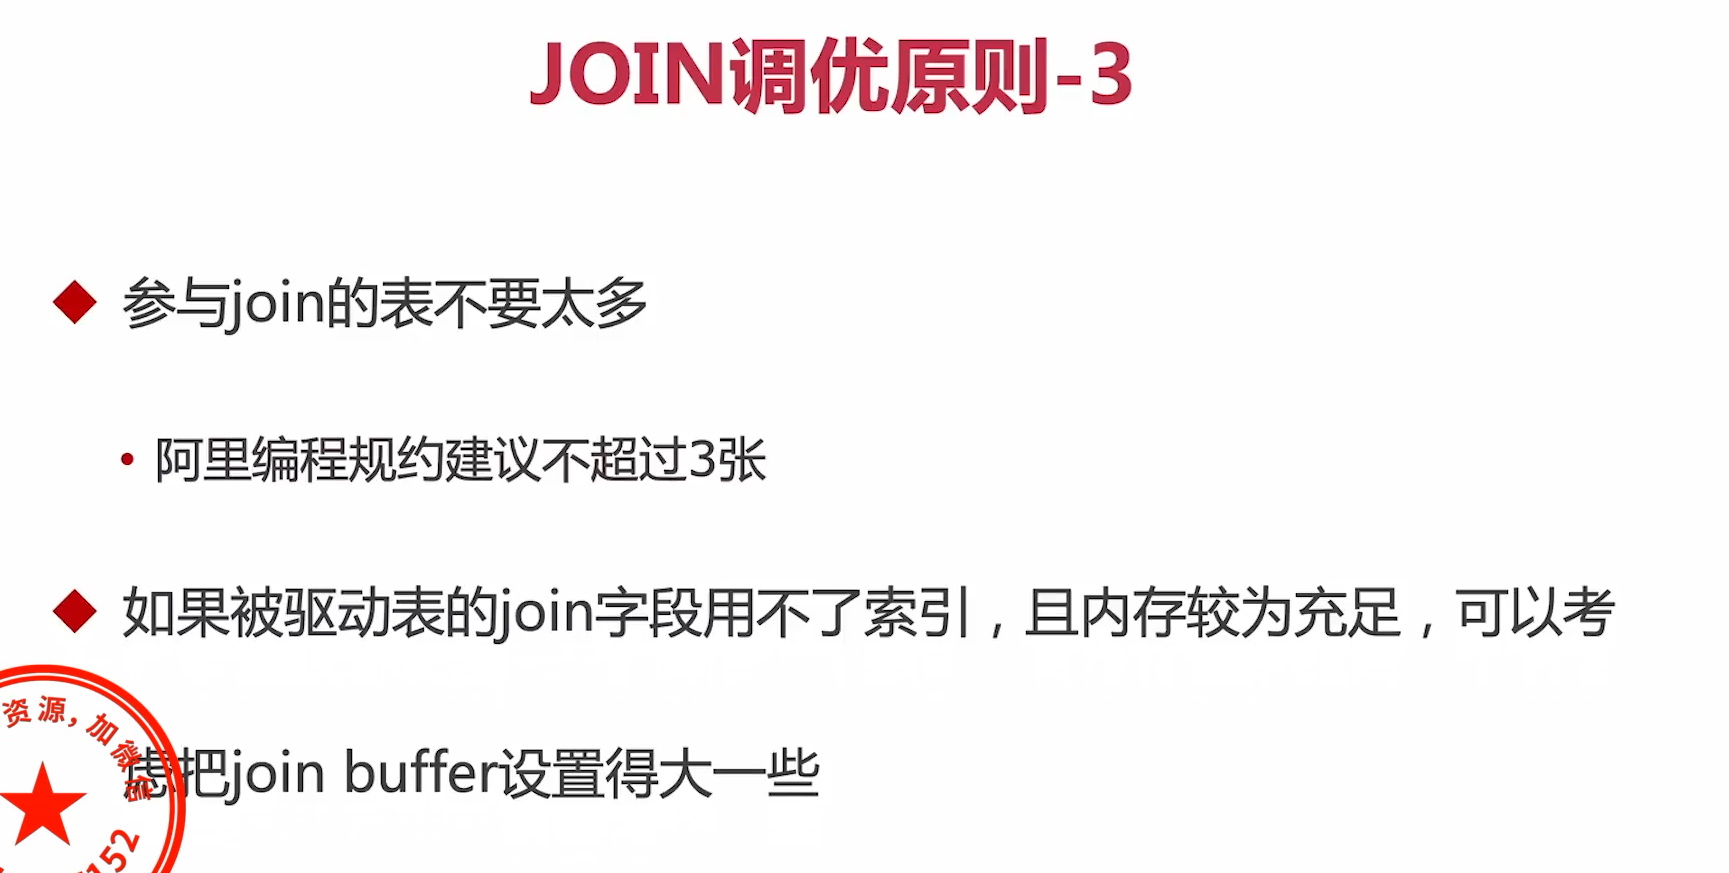 JOIN调优原则-3
参与join的表不要太多
阿里编程规约建议不超过3张
如果被驱动表的join字段用不了索引，且内存较为充足，可以考
虑把join buffer设置得大一些
资源,加微信
152